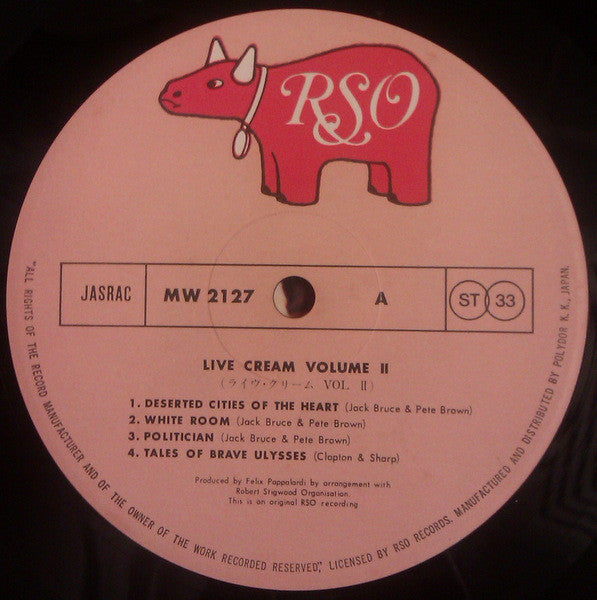 RSO
JASRAC
MW 2127
A
ST 33
LIVE CREAM VOLUME II
(ライヴ・クリーム VOL. II)
1. DESERTED CITIES OF THE HEART (Jack Bruce & Pete Brown)
2. WHITE ROOM (Jack Bruce & Pete Brown)
3. POLITICIAN (Jack Bruce & Pete Brown)
4. TALES OF BRAVE ULYSSES (Clapton & Sharp)
Produced by Felix Pappalardi by arrangement with
Robert Stigwood Organisation.
This is an original RSO recording
"ALL RIGHTS OF THE RECORD MANUFACTURER AND OF THE OWNER OF THE WORK RECORDED RESERVED," LICENSED BY RSO RECORDS. MANUFACTURED AND DISTRIBUTED BY POLYDOR K. K., JAPAN.